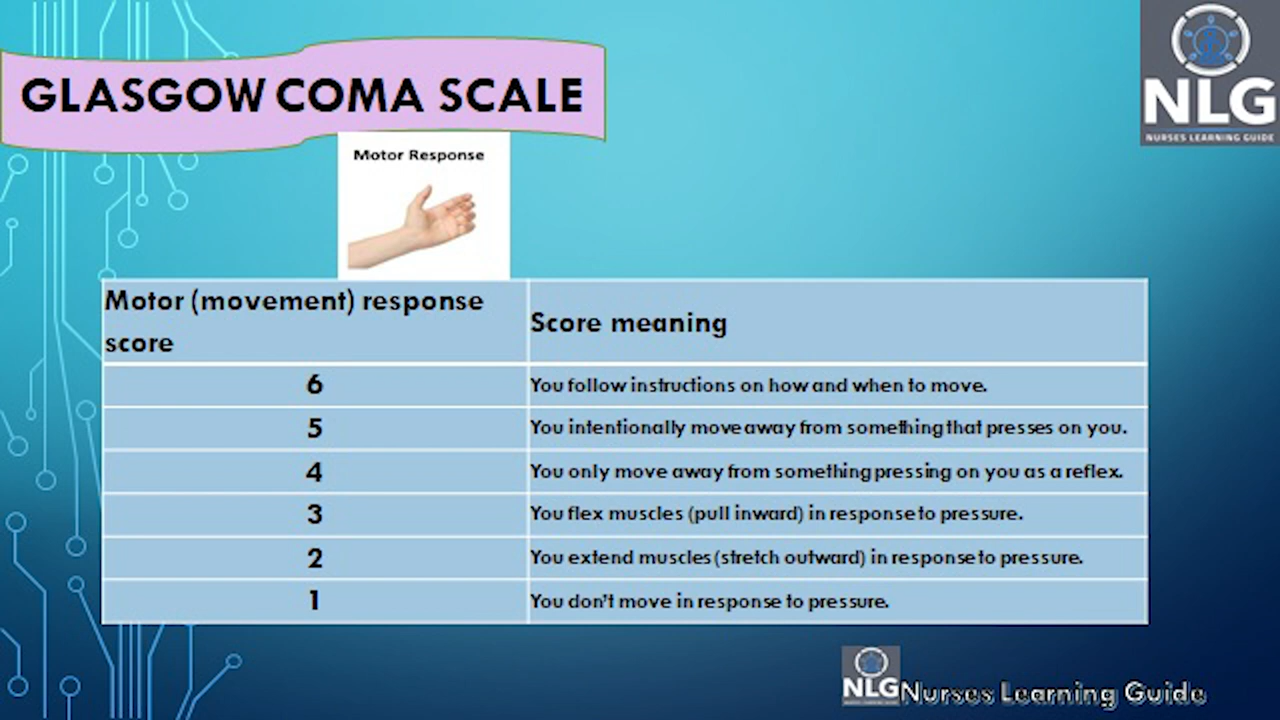 GLASGOW COMA SCALE
NLG
NURSES LEARNING GUIDE
Motor Response
Motor (movement) response
score
Score meaning
6
You follow instructions on how and when to move.
5
You intentionally move away from something that presses on you.
4
You only move away from something pressing on you as a reflex.
3
You flex muscles (pull inward) in response to pressure.
2
You extend muscles (stretch outward) in response to pressure.
1
You don't move in response to pressure.
NLG
Nurses Learning Guide